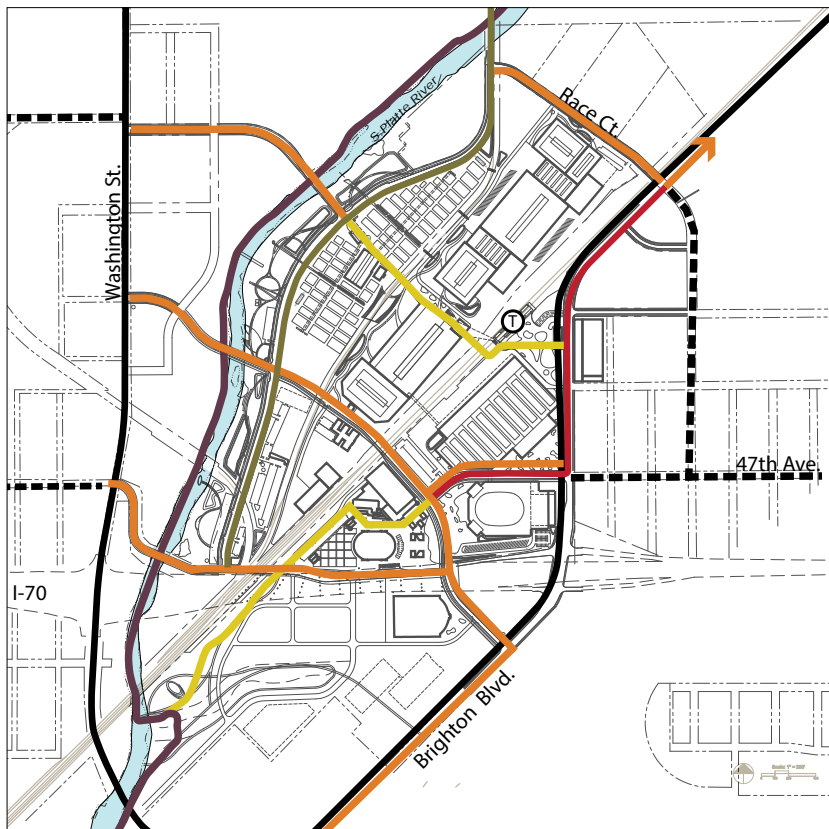 Race Ct.
S Platte River
Washington St.
T
47th Ave.
I-70
Brighton Blvd.